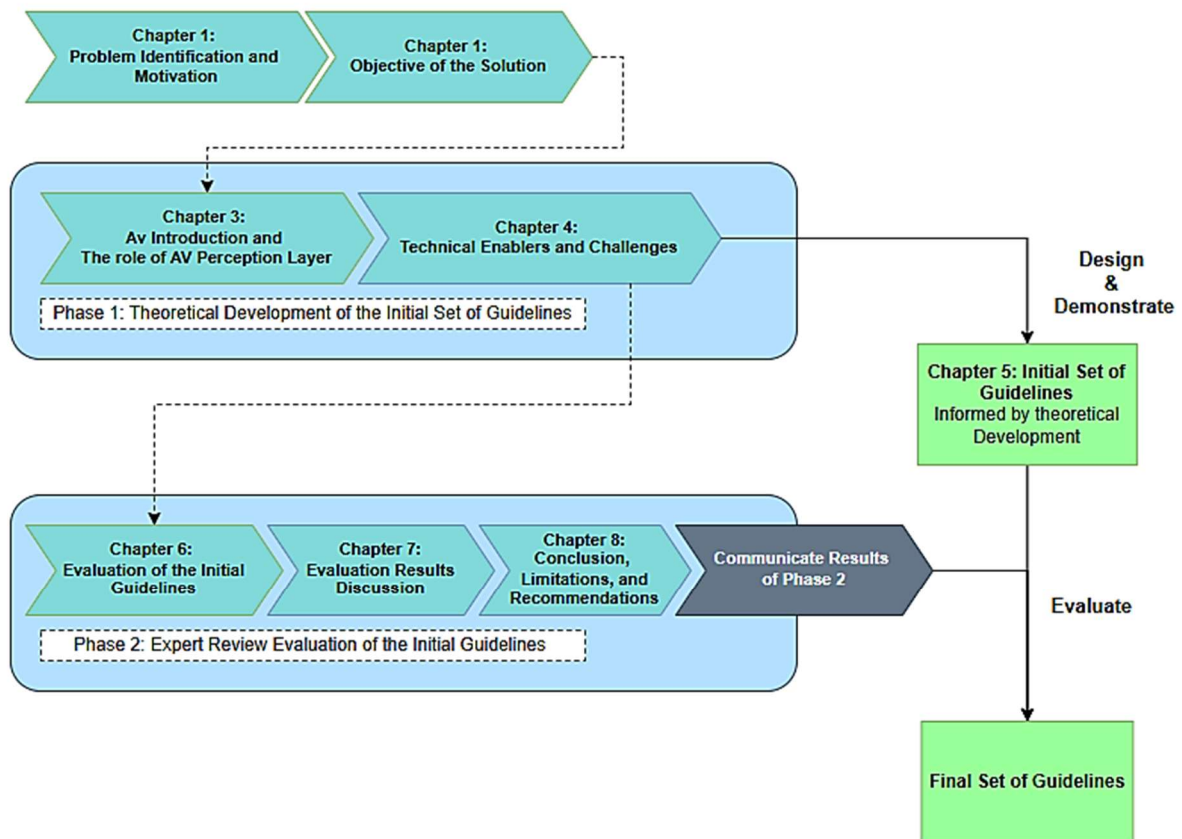 Chapter 1:
Problem Identification and
Motivation
Chapter 1:
Objective of the Solution
Chapter 3:
Av Introduction and
The role of AV Perception Layer
Chapter 4:
Technical Enablers and Challenges
Phase 1: Theoretical Development of the Initial Set of Guidelines
Design
&
Demonstrate
Chapter 5: Initial Set of
Guidelines
Informed by theoretical
Development
Chapter 6:
Evaluation of the Initial
Guidelines
Chapter 7:
Evaluation Results
Discussion
Chapter 8:
Conclusion,
Limitations, and
Recommendations
Communicate Results
of Phase 2
Phase 2: Expert Review Evaluation of the Initial Guidelines
Evaluate
Final Set of Guidelines